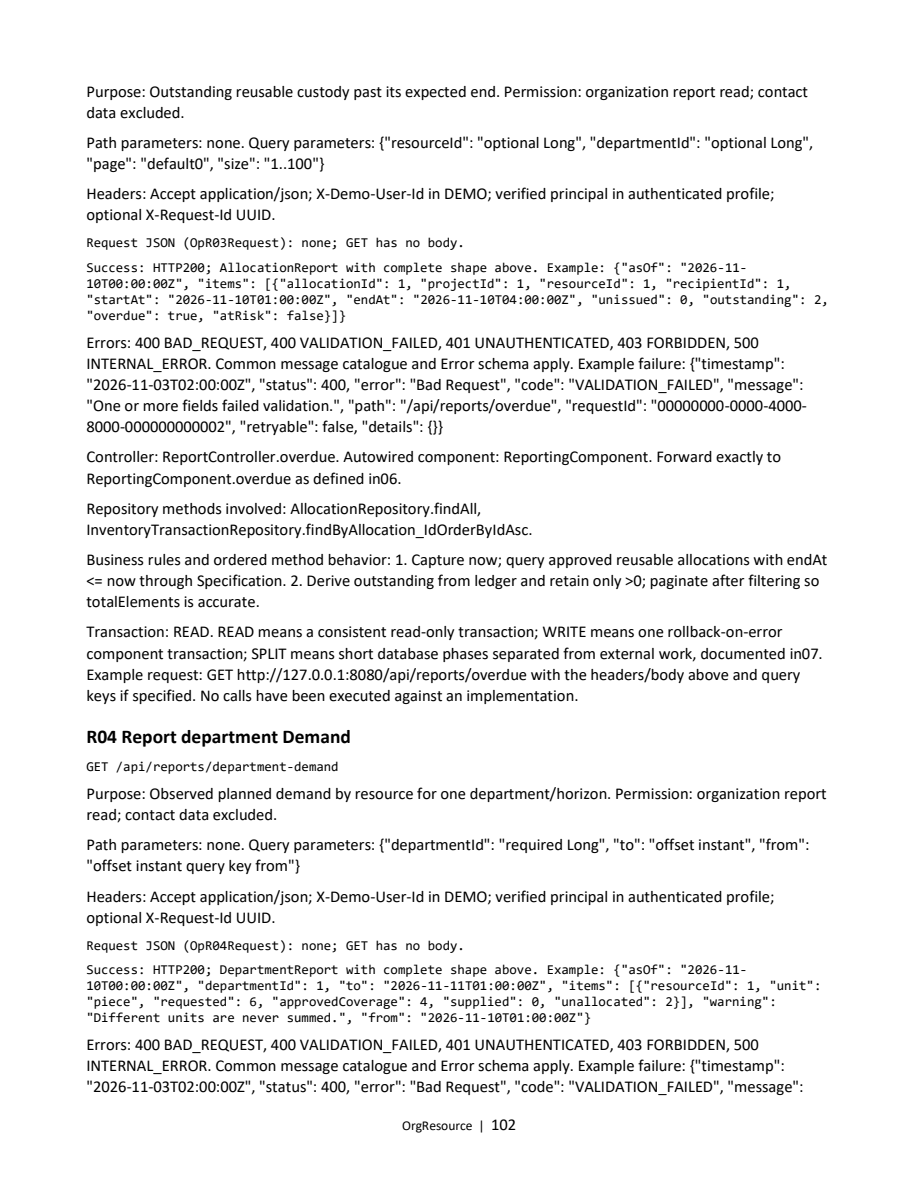 Purpose: Outstanding reusable custody past its expected end. Permission: organization report read; contact
data excluded.
Path parameters: none. Query parameters: {"resourceId": "optional Long", "departmentId": "optional Long",
"page": "default0", "size": "1..100"}
Headers: Accept application/json; X-Demo-User-Id in DEMO; verified principal in authenticated profile;
optional X-Request-Id UUID.
Request JSON (OpR03Request): none; GET has no body.
Success: HTTP200; AllocationReport with complete shape above. Example: {"asOf": "2026-11-
10T00:00:00Z", "items": [{"allocationId": 1, "projectId": 1, "resourceId": 1, "recipientId": 1,
"startAt": "2026-11-10T01:00:00Z", "endAt": "2026-11-10T04:00:00Z", "unissued": 0, "outstanding": 2,
"overdue": true, "atRisk": false}]}
Errors: 400 BAD_REQUEST, 400 VALIDATION_FAILED, 401 UNAUTHENTICATED, 403 FORBIDDEN, 500
INTERNAL_ERROR. Common message catalogue and Error schema apply. Example failure: {"timestamp":
"2026-11-03T02:00:00Z", "status": 400, "error": "Bad Request", "code": "VALIDATION_FAILED", "message":
"One or more fields failed validation.", "path": "/api/reports/overdue", "requestId": "00000000-0000-4000-
8000-000000000002", "retryable": false, "details": {}}
Controller: ReportController.overdue. Autowired component: ReportingComponent. Forward exactly to
ReportingComponent.overdue as defined in06.
Repository methods involved: AllocationRepository.findAll,
InventoryTransactionRepository.findByAllocation_IdOrderByIdAsc.
Business rules and ordered method behavior: 1. Capture now; query approved reusable allocations with endAt
<= now through Specification. 2. Derive outstanding from ledger and retain only >0; paginate after filtering so
totalElements is accurate.
Transaction: READ. READ means a consistent read-only transaction; WRITE means one rollback-on-error
component transaction; SPLIT means short database phases separated from external work, documented in07.
Example request: GET http://127.0.0.1:8080/api/reports/overdue with the headers/body above and query
keys if specified. No calls have been executed against an implementation.
R04 Report department Demand
GET /api/reports/department-demand
Purpose: Observed planned demand by resource for one department/horizon. Permission: organization report
read; contact data excluded.
Path parameters: none. Query parameters: {"departmentId": "required Long", "to": "offset instant", "from":
"offset instant query key from"}
Headers: Accept application/json; X-Demo-User-Id in DEMO; verified principal in authenticated profile;
optional X-Request-Id UUID.
Request JSON (OpR04Request): none; GET has no body.
Success: HTTP200; DepartmentReport with complete shape above. Example: {"asOf": "2026-11-
10T00:00:00Z", "departmentId": 1, "to": "2026-11-11T01:00:00Z", "items": [{"resourceId": 1, "unit":
"piece", "requested": 6, "approvedCoverage": 4, "supplied": 0, "unallocated": 2}], "warning":
"Different units are never summed.", "from": "2026-11-10T01:00:00Z"}
Errors: 400 BAD_REQUEST, 400 VALIDATION_FAILED, 401 UNAUTHENTICATED, 403 FORBIDDEN, 500
INTERNAL_ERROR. Common message catalogue and Error schema apply. Example failure: {"timestamp":
"2026-11-03T02:00:00Z", "status": 400, "error": "Bad Request", "code": "VALIDATION_FAILED", "message":
OrgResource | 102